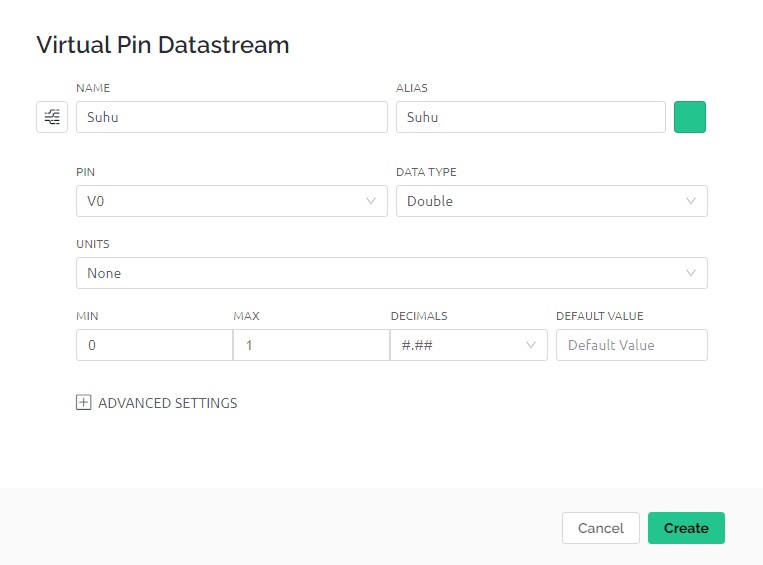 Virtual Pin Datastream
NAME ALIAS
Suhu Suhu
PIN DATA TYPE
V0 Double
UNITS
None
MIN MAX DECIMALS DEFAULT VALUE
0 1 #.## Default Value
ADVANCED SETTINGS
Cancel Create